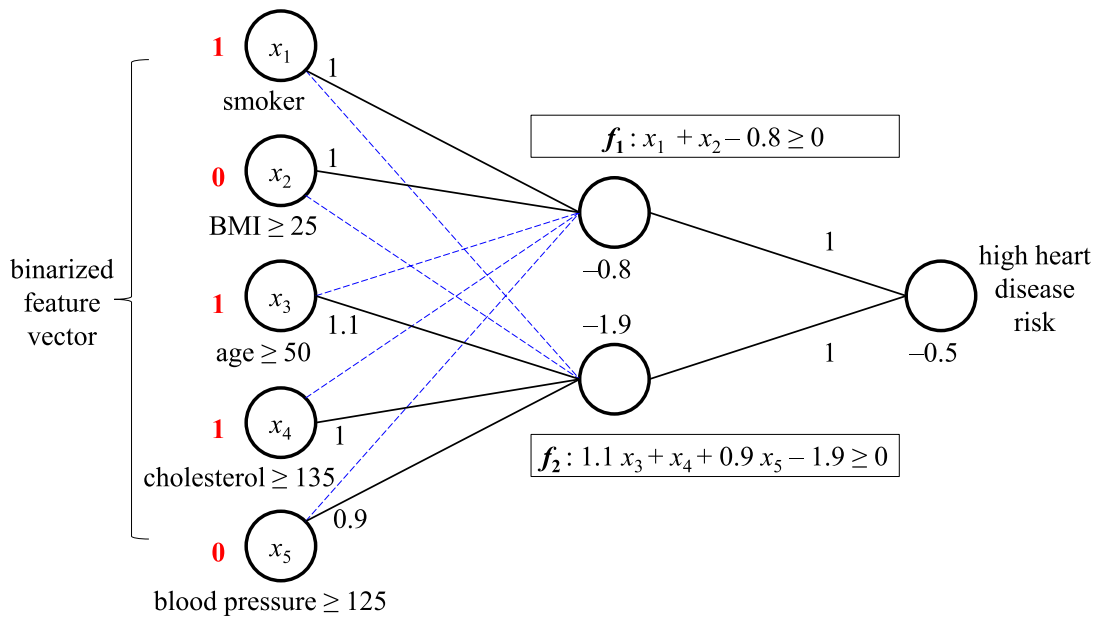 1
x1
1
smoker
0
x2
1
BMI ≥ 25
1
x3
1.1
age ≥ 50
1
x4
1
cholesterol ≥ 135
0
x5
0.9
blood pressure ≥ 125
binarized
feature
vector
f1 : x1 + x2 – 0.8 ≥ 0
–0.8
–1.9
f2 : 1.1 x3 + x4 + 0.9 x5 – 1.9 ≥ 0
1
1
high heart
disease
risk
–0.5